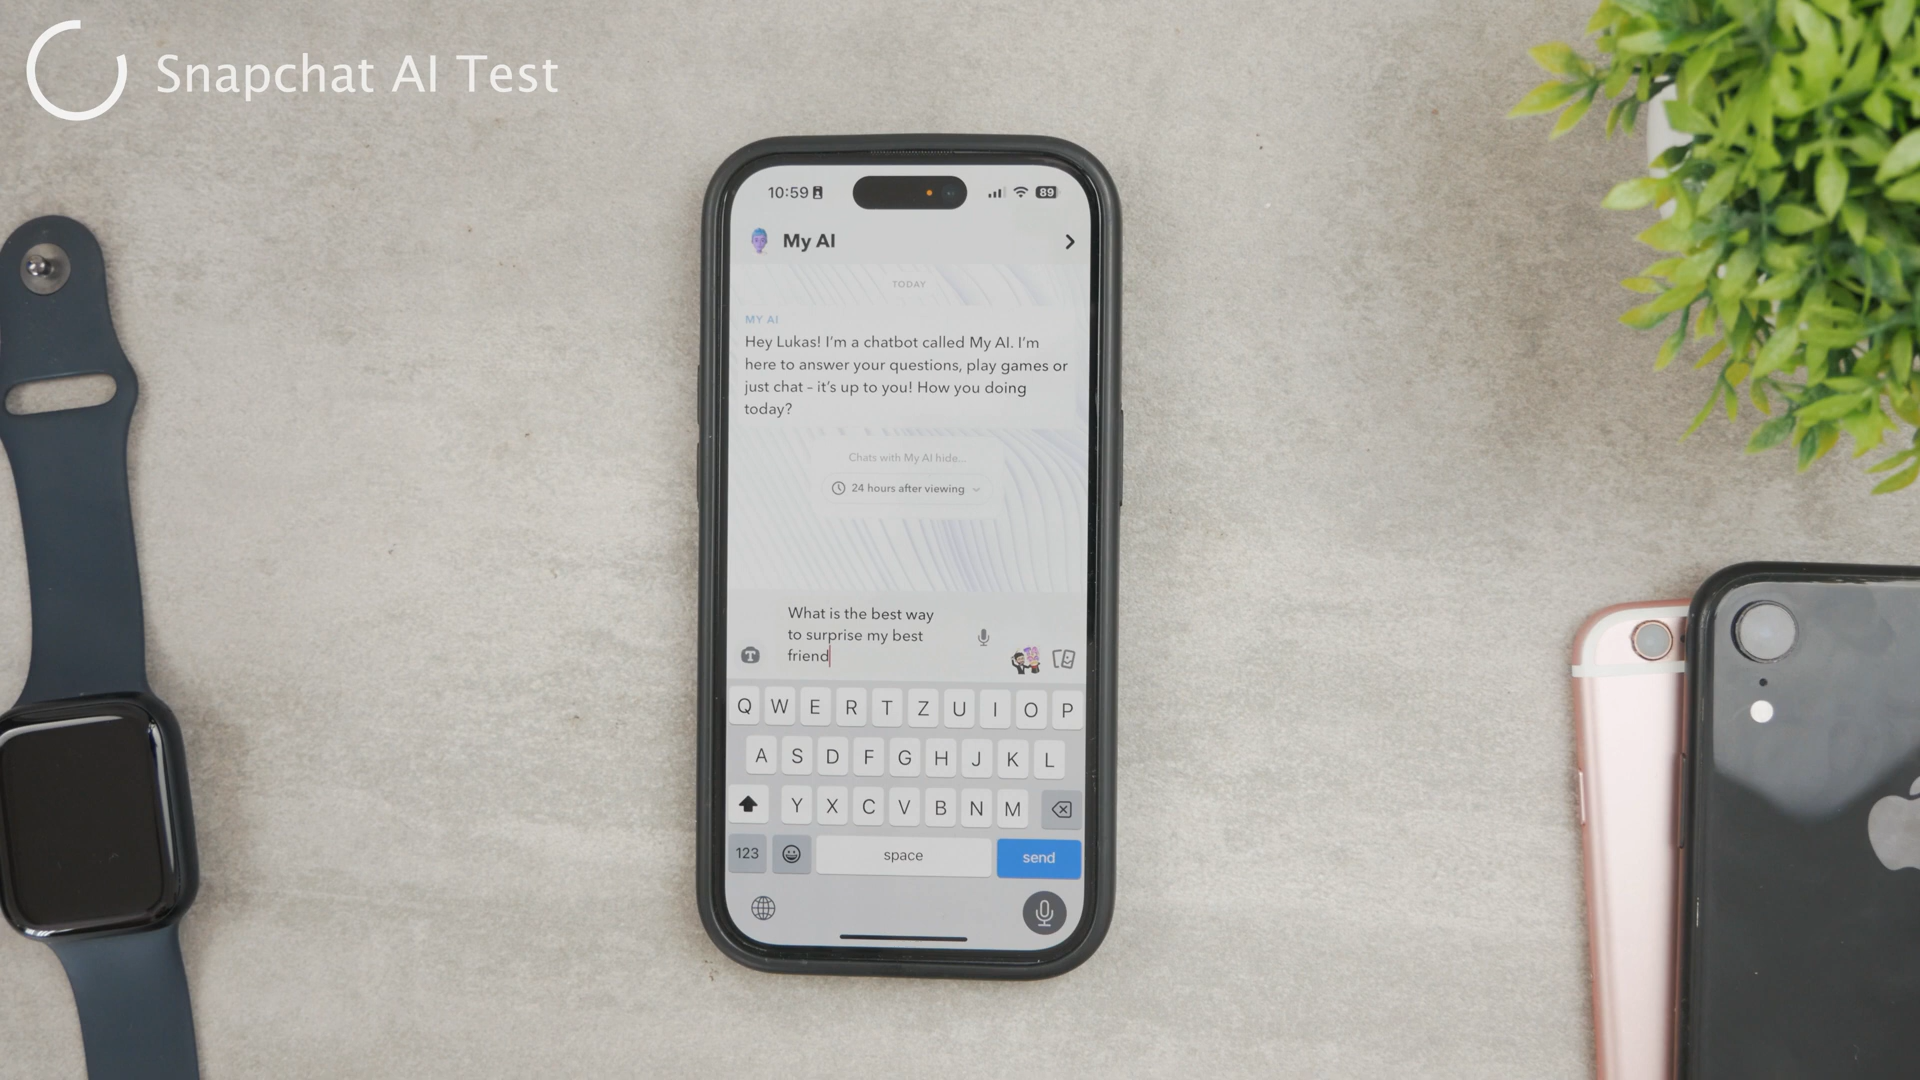 Snapchat AI Test
10:59
89
My AI
TODAY
MY AI
Hey Lukas! I'm a chatbot called My AI. I'm
here to answer your questions, play games or
just chat – it's up to you! How you doing
today?
Chats with My AI hide...
24 hours after viewing
What is the best way
to surprise my best
friend
T
Q W E R T Z U I O P
A S D F G H J K L
Y X C V B N M
123 space send